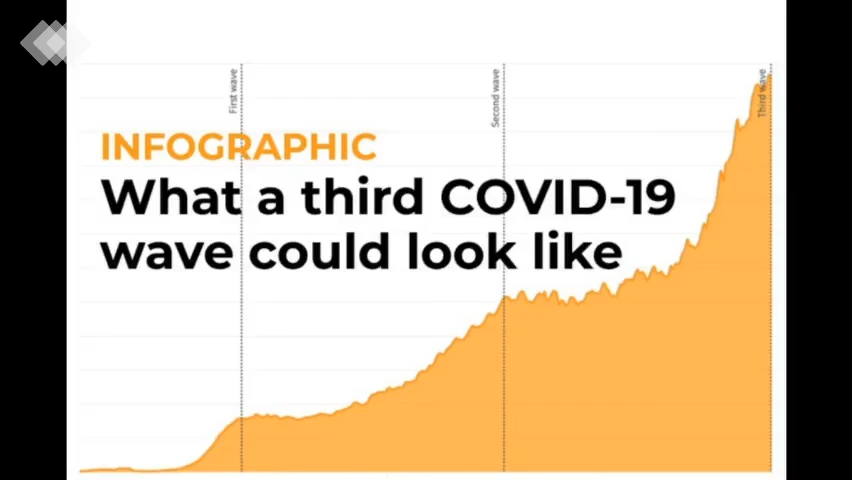 First wave
Second wave
Third wave
INFOGRAPHIC
What a third COVID-19
wave could look like